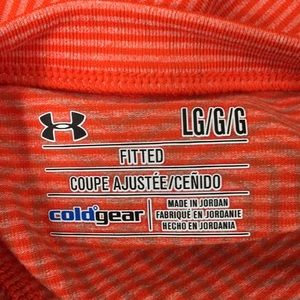 LG/G/G
FITTED
COUPE AJUSTÉE/CEÑIDO
coldgear
MADE IN JORDAN
FABRIQUÉ EN JORDANIE
HECHO EN JORDANIA